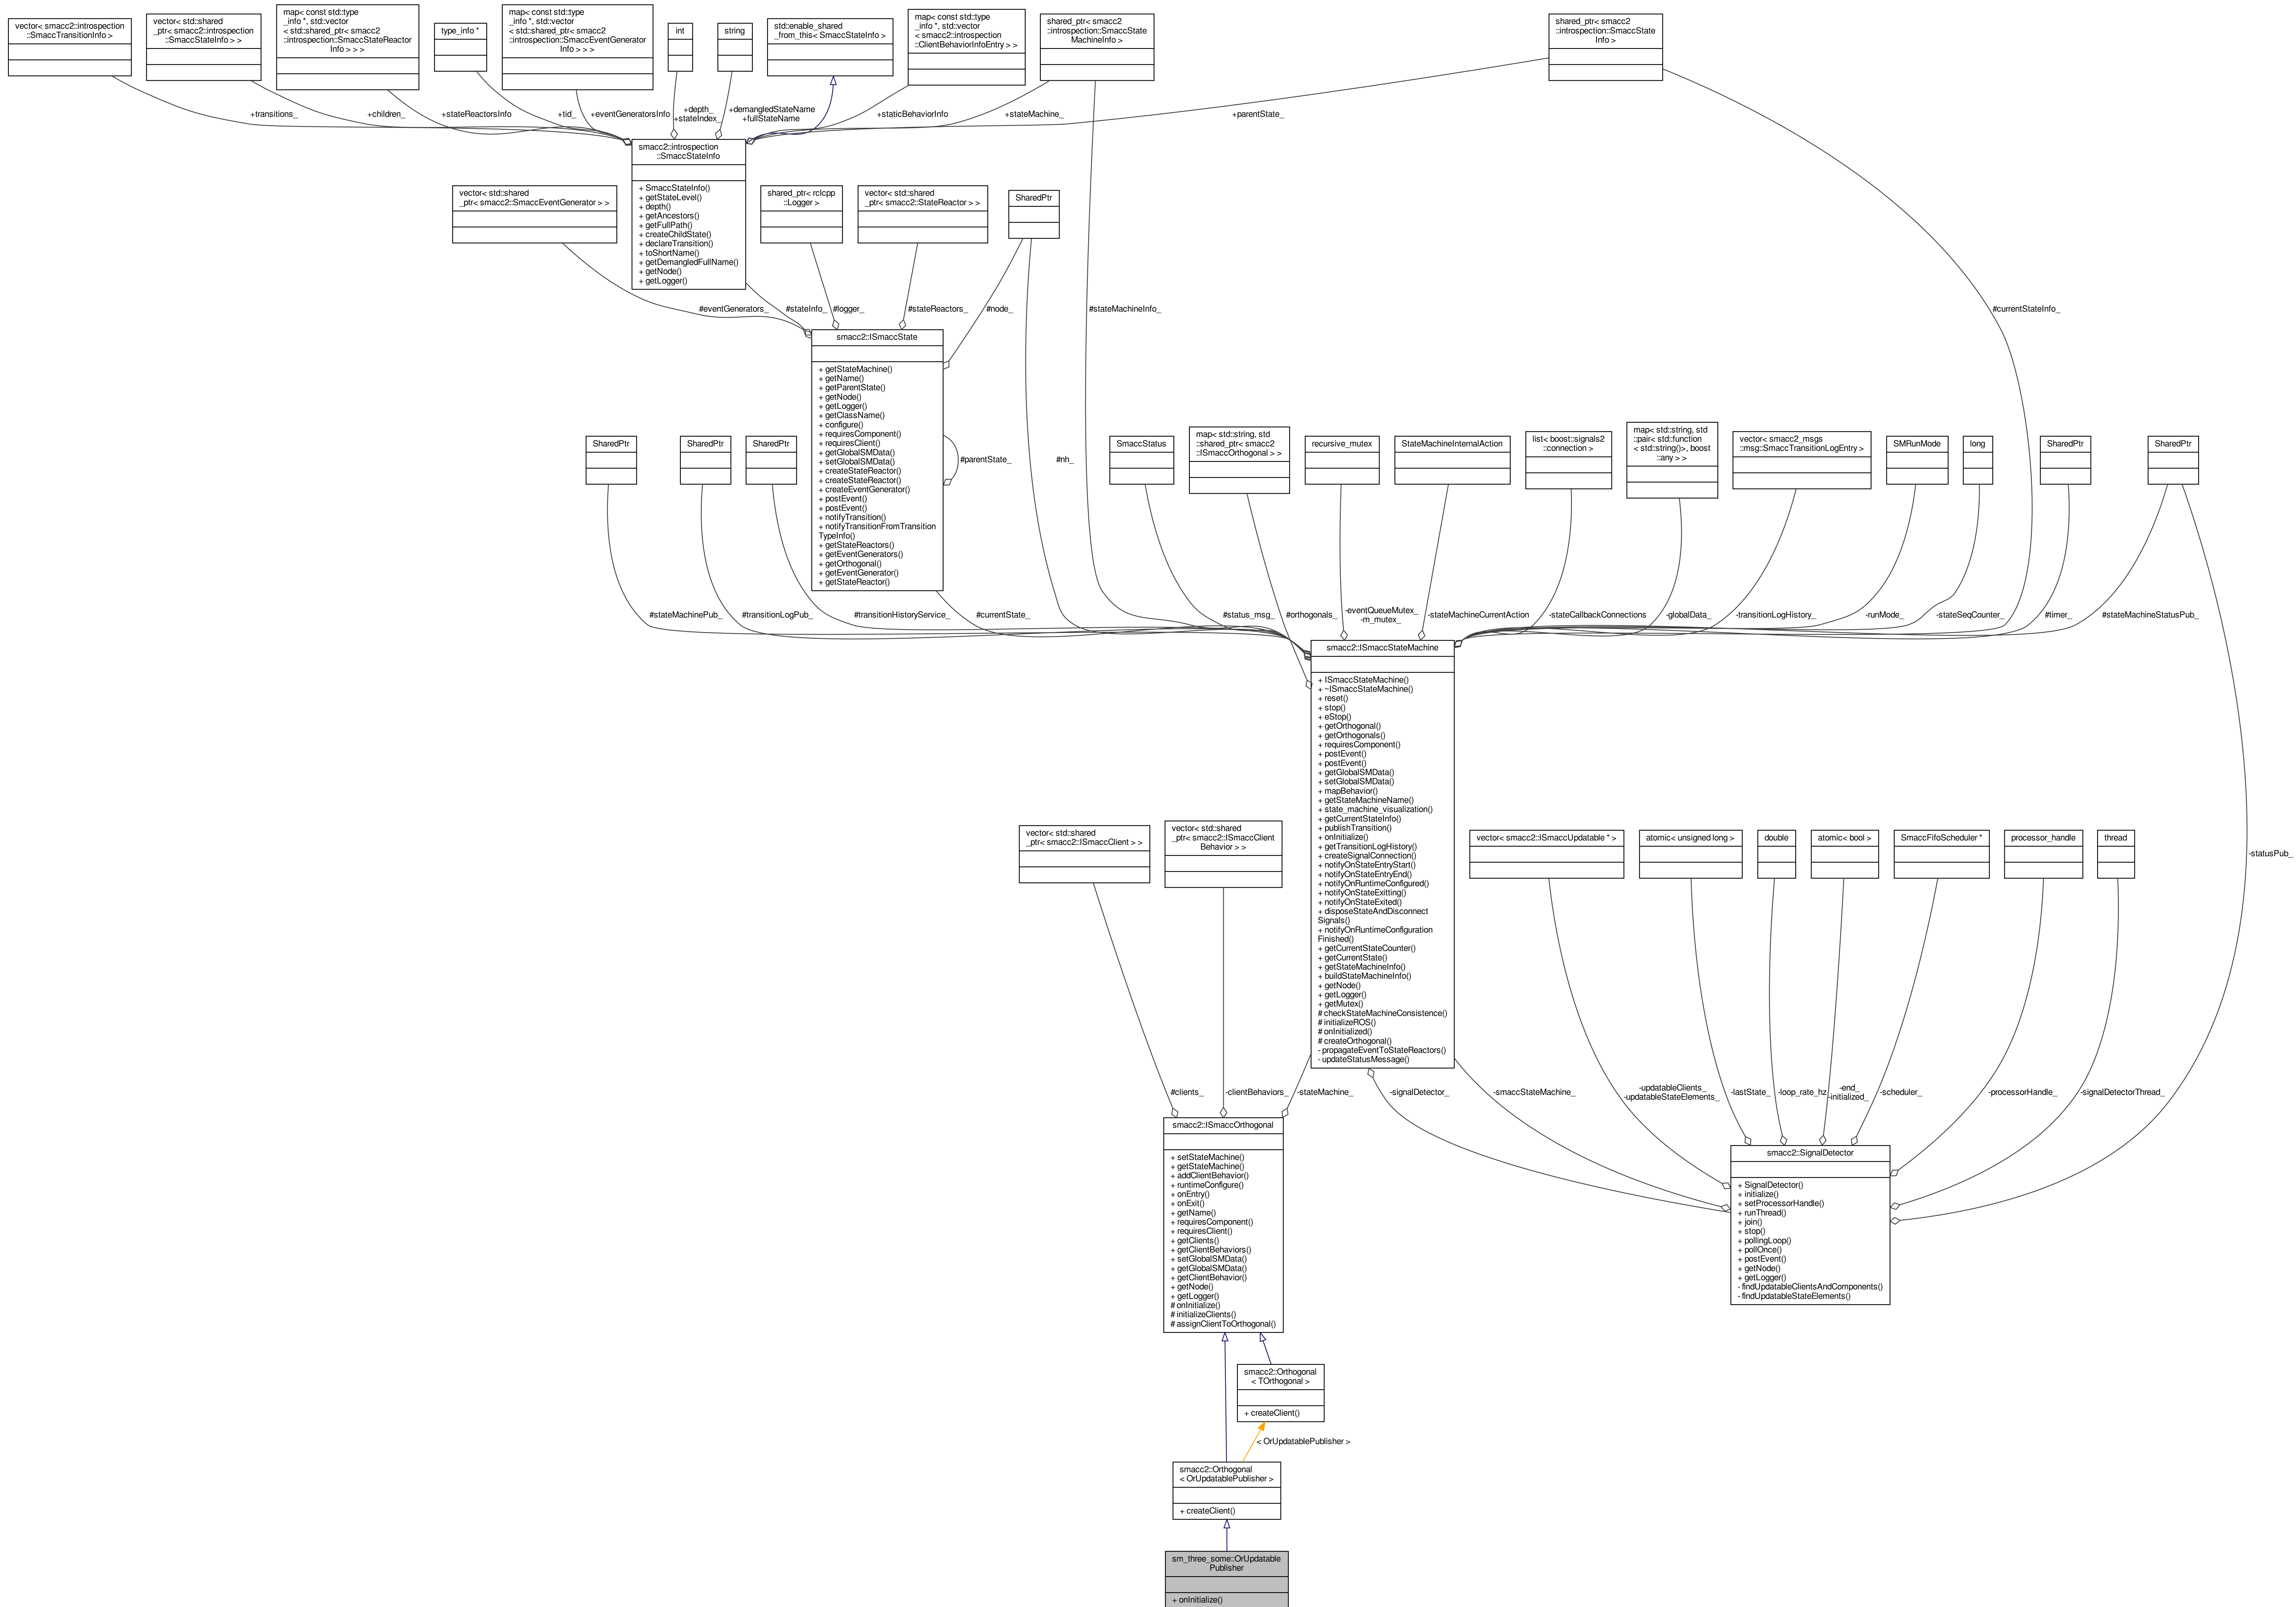 vector< smacc2::introspection
::SmaccTransitionInfo >
vector< std::shared
_ptr< smacc2::introspection
::SmaccStateInfo > >
map< const std::type
_info *, std::vector
< std::shared_ptr< smacc2
::introspection::SmaccStateReactor
Info > > >
type_info *
map< const std::type
_info *, std::vector
< std::shared_ptr< smacc2
::introspection::SmaccEventGenerator
Info > > >
int
string
std::enable_shared
_from_this< SmaccStateInfo >
map< const std::type
_info *, std::vector
< smacc2::introspection
::ClientBehaviorInfoEntry > >
shared_ptr< smacc2
::introspection::SmaccState
MachineInfo >
shared_ptr< smacc2
::introspection::SmaccState
Info >
+transitions_
+children_
+stateReactorsInfo
+tid_
+eventGeneratorsInfo
+depth_
+stateIndex_
+demangledStateName
+fullStateName
+staticBehaviorInfo
+stateMachine_
+parentState_
smacc2::introspection
::SmaccStateInfo
+ SmaccStateInfo()
+ getStateLevel()
+ depth()
+ getAncestors()
+ getFullPath()
+ createChildState()
+ declareTransition()
+ toShortName()
+ getDemangledFullName()
+ getNode()
+ getLogger()
vector< std::shared
_ptr< smacc2::SmaccEventGenerator > >
shared_ptr< rclcpp
::Logger >
vector< std::shared
_ptr< smacc2::StateReactor > >
SharedPtr
#eventGenerators_
#stateInfo_
#logger_
#stateReactors_
#node_
#stateMachineInfo_
#currentStateInfo_
smacc2::ISmaccState
+ getStateMachine()
+ getName()
+ getParentState()
+ getNode()
+ getLogger()
+ getClassName()
+ configure()
+ requiresComponent()
+ requiresClient()
+ getGlobalSMData()
+ setGlobalSMData()
+ createStateReactor()
+ createStateReactor()
+ createEventGenerator()
+ postEvent()
+ postEvent()
+ notifyTransition()
+ notifyTransitionFromTransition
TypeInfo()
+ getStateReactors()
+ getEventGenerators()
+ getOrthogonal()
+ getEventGenerator()
+ getStateReactor()
#parentState_
#nh_
SharedPtr
SharedPtr
SharedPtr
SmaccStatus
map< std::string, std
::shared_ptr< smacc2
::ISmaccOrthogonal > >
recursive_mutex
StateMachineInternalAction
list< boost::signals2
::connection >
map< std::string, std
::pair< std::function
< std::string()>, boost
::any > >
vector< smacc2_msgs
::msg::SmaccTransitionLogEntry >
SMRunMode
long
SharedPtr
SharedPtr
#stateMachinePub_
#transitionLogPub_
#transitionHistoryService_
#currentState_
#status_msg_
#orthogonals_
-eventQueueMutex_
-m_mutex_
-stateMachineCurrentAction
-stateCallbackConnections
-globalData_
-transitionLogHistory_
-runMode_
-stateSeqCounter_
#timer_
#stateMachineStatusPub_
smacc2::ISmaccStateMachine
+ ISmaccStateMachine()
+ ~ISmaccStateMachine()
+ reset()
+ stop()
+ eStop()
+ getOrthogonal()
+ getOrthogonals()
+ requiresComponent()
+ postEvent()
+ postEvent()
+ getGlobalSMData()
+ setGlobalSMData()
+ mapBehavior()
+ getStateMachineName()
+ state_machine_visualization()
+ getCurrentStateInfo()
+ publishTransition()
+ onInitialize()
+ getTransitionLogHistory()
+ createSignalConnection()
+ notifyOnStateEntryStart()
+ notifyOnStateEntryEnd()
+ notifyOnRuntimeConfigured()
+ notifyOnStateExitting()
+ notifyOnStateExited()
+ disposeStateAndDisconnect
Signals()
+ notifyOnRuntimeConfiguration
Finished()
+ getCurrentStateCounter()
+ getCurrentState()
+ getStateMachineInfo()
+ buildStateMachineInfo()
+ getNode()
+ getLogger()
+ getMutex()
# checkStateMachineConsistence()
# initializeROS()
# onInitialized()
# createOrthogonal()
- propagateEventToStateReactors()
- updateStatusMessage()
vector< std::shared
_ptr< smacc2::ISmaccClient > >
vector< std::shared
_ptr< smacc2::ISmaccClient
Behavior > >
vector< smacc2::ISmaccUpdatable * >
atomic< unsigned long >
double
atomic< bool >
SmaccFifoScheduler *
processor_handle
thread
-statusPub_
#clients_
-clientBehaviors_
-stateMachine_
-signalDetector_
-smaccStateMachine_
-updatableClients_
-updatableStateElements_
-lastState_
-loop_rate_hz
-end_
-initialized_
-scheduler_
-processorHandle_
-signalDetectorThread_
smacc2::ISmaccOrthogonal
+ setStateMachine()
+ getStateMachine()
+ addClientBehavior()
+ runtimeConfigure()
+ onEntry()
+ onExit()
+ getName()
+ requiresComponent()
+ requiresClient()
+ getClients()
+ getClientBehaviors()
+ setGlobalSMData()
+ getGlobalSMData()
+ getClientBehavior()
+ getNode()
+ getLogger()
# onInitialize()
# initializeClients()
# assignClientToOrthogonal()
smacc2::SignalDetector
+ SignalDetector()
+ initialize()
+ setProcessorHandle()
+ runThread()
+ join()
+ stop()
+ pollingLoop()
+ pollOnce()
+ postEvent()
+ getNode()
+ getLogger()
- findUpdatableClientsAndComponents()
- findUpdatableStateElements()
smacc2::Orthogonal
< TOrthogonal >
+ createClient()
< OrUpdatablePublisher >
smacc2::Orthogonal
< OrUpdatablePublisher >
+ createClient()
sm_three_some::OrUpdatable
Publisher
+ onInitialize()